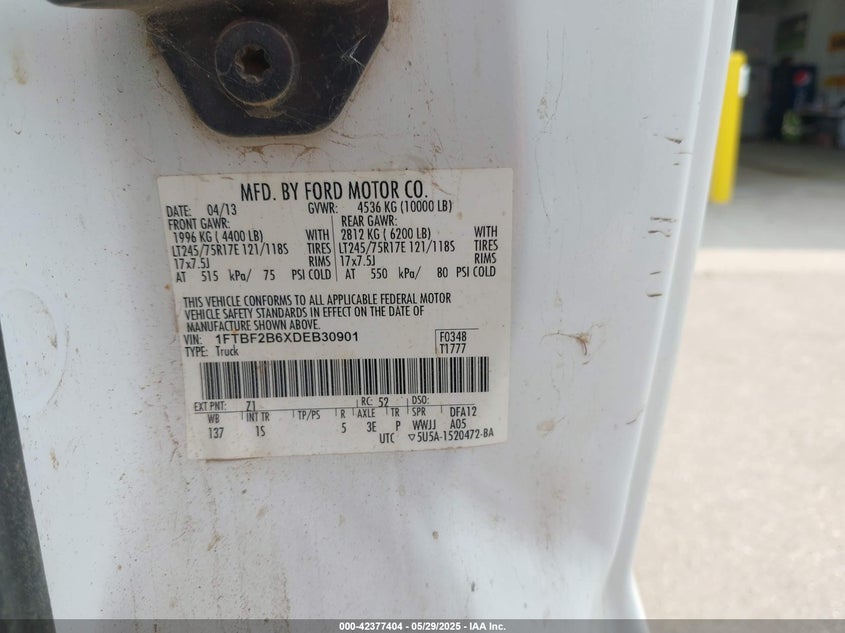 MFD. BY FORD MOTOR CO.
DATE: 04/13 GVWR: 4536 KG (10000 LB)
FRONT GAWR: REAR GAWR:
1996 KG ( 4400 LB) WITH 2812 KG ( 6200 LB) WITH
LT245/75R17E 121/118S TIRES LT245/75R17E 121/118S TIRES
17x7.5J RIMS 17x7.5J RIMS
AT 515 kPa/ 75 PSI COLD AT 550 kPa/ 80 PSI COLD
THIS VEHICLE CONFORMS TO ALL APPLICABLE FEDERAL MOTOR
VEHICLE SAFETY STANDARDS IN EFFECT ON THE DATE OF
MANUFACTURE SHOWN ABOVE.
VIN: 1FTBF2B6XDEB30901 F0348
TYPE: Truck T1777
EXT PNT: Z1 RC: 52 DSO:
WB INT TR TP/PS R AXLE TR SPR DFA12
137 1S 5 3E P WWJJ A05
UTC ▽5U5A-1520472-BA
000-42377404 - 05/29/2025 - IAA Inc.